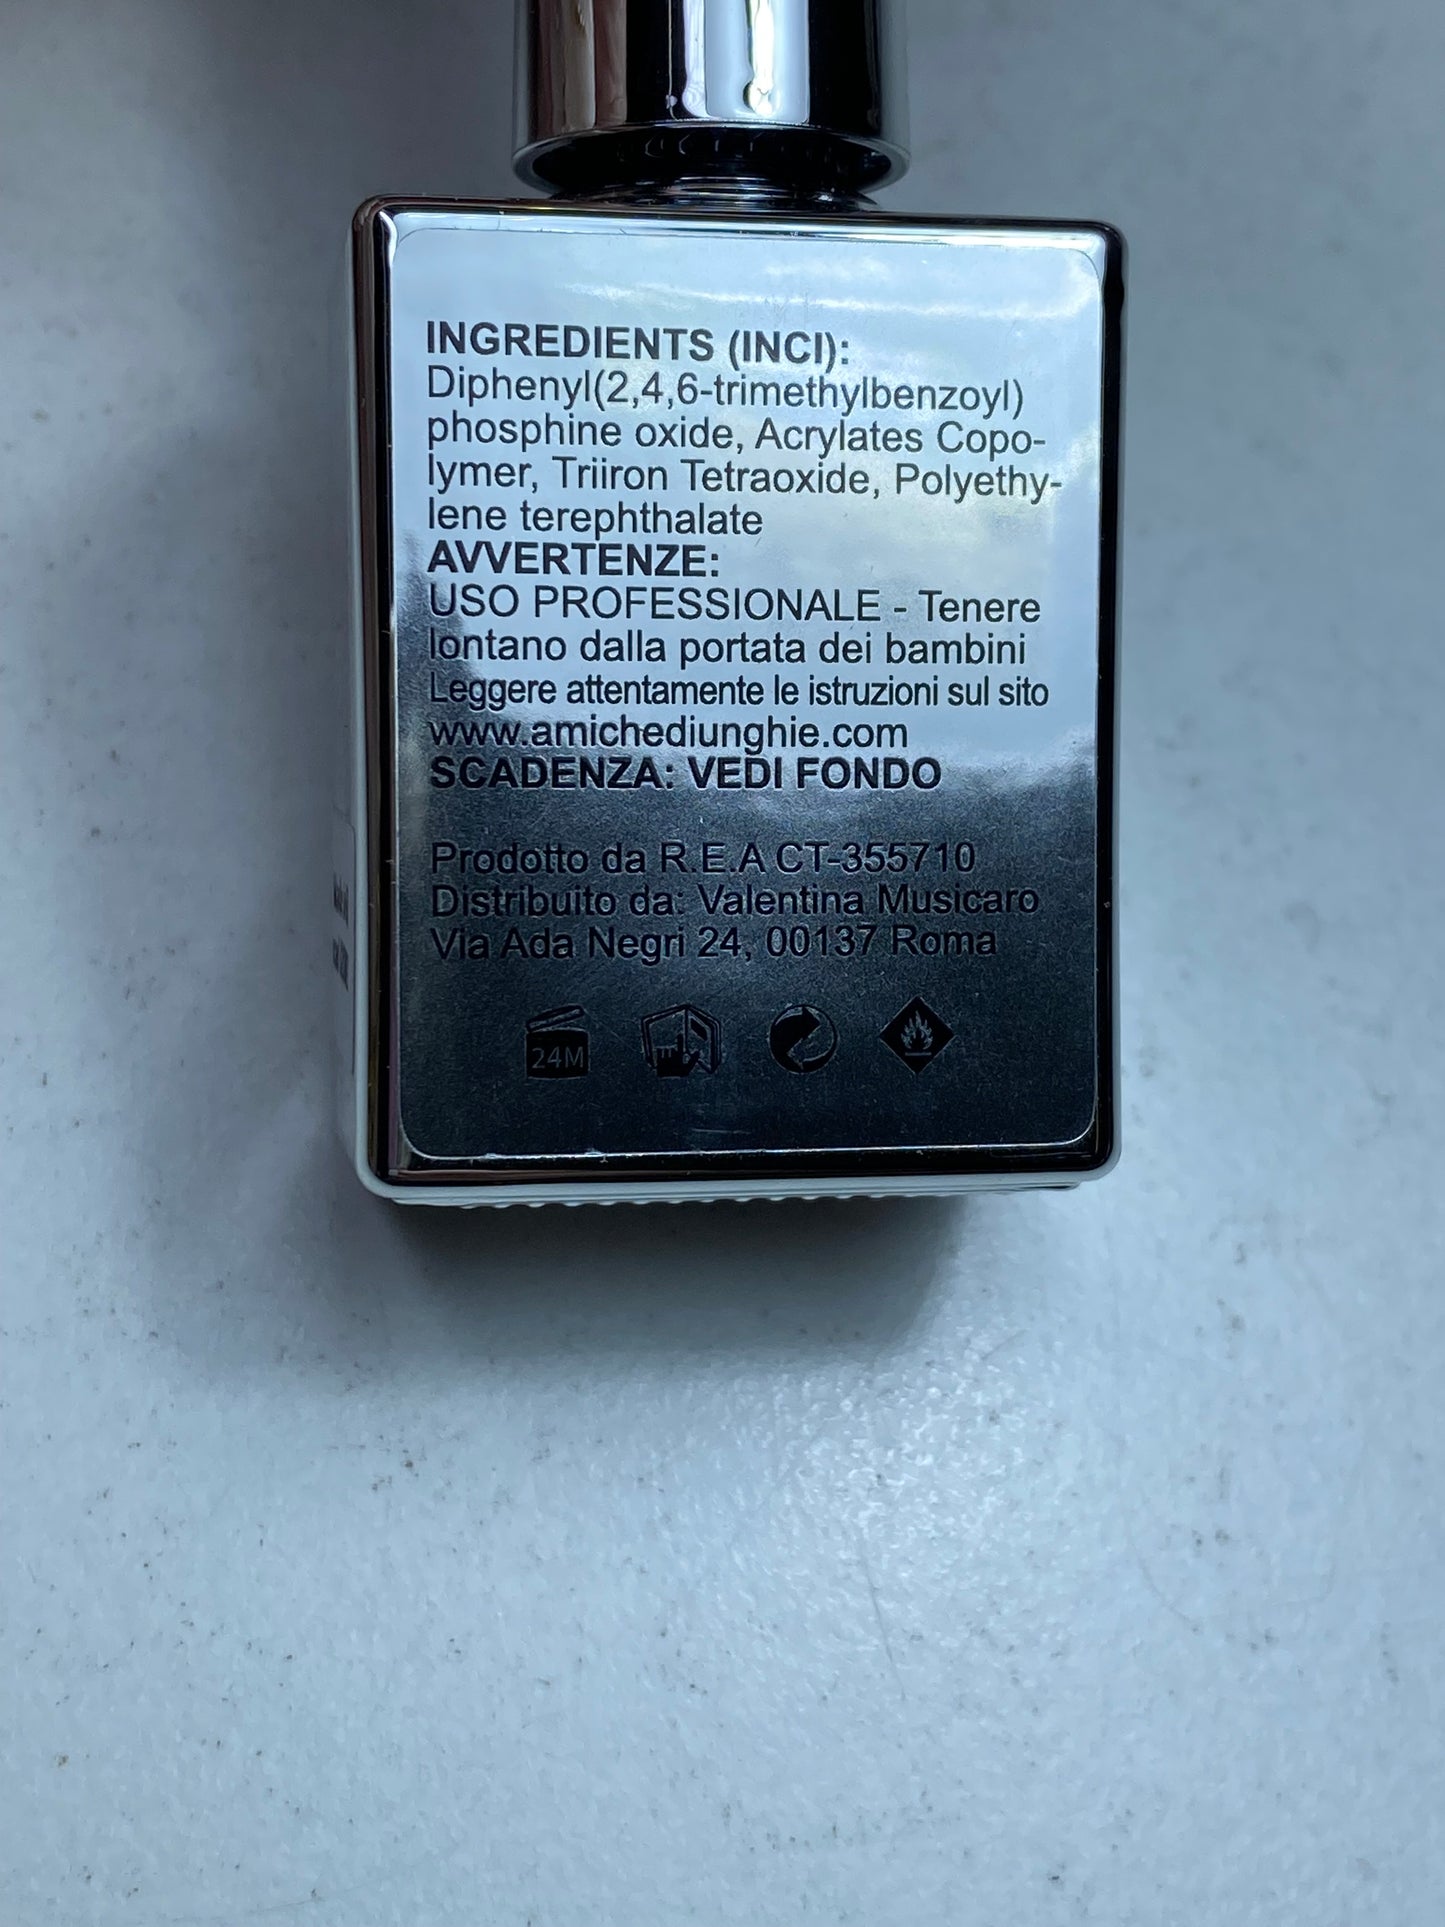 INGREDIENTS (INCI):
Diphenyl(2,4,6-trimethylbenzoyl)
phosphine oxide, Acrylates Copo-
lymer, Triiron Tetraoxide, Polyethy-
lene terephthalate
AVVERTENZE:
USO PROFESSIONALE - Tenere
lontano dalla portata dei bambini
Leggere attentamente le istruzioni sul sito
www.amichediunghie.com
SCADENZA: VEDI FONDO
Prodotto da R.E.A CT-355710
Distribuito da: Valentina Musicaro
Via Ada Negri 24, 00137 Roma
24M